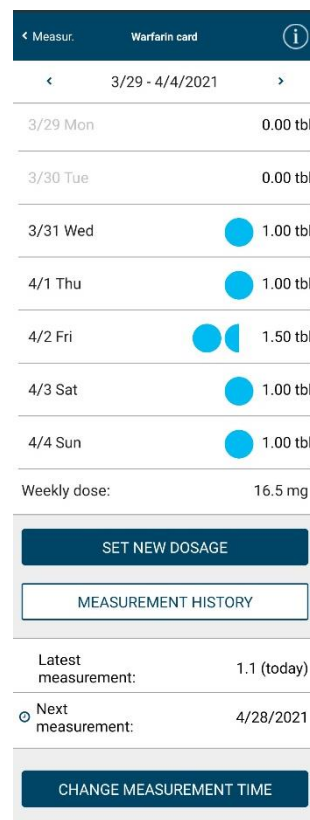 < Measur. Warfarin card i
< 3/29 - 4/4/2021 >
3/29 Mon 0.00 tbl
3/30 Tue 0.00 tbl
3/31 Wed 1.00 tbl
4/1 Thu 1.00 tbl
4/2 Fri 1.50 tbl
4/3 Sat 1.00 tbl
4/4 Sun 1.00 tbl
Weekly dose: 16.5 mg
SET NEW DOSAGE
MEASUREMENT HISTORY
Latest
measurement: 1.1 (today)
Next
measurement: 4/28/2021
CHANGE MEASUREMENT TIME